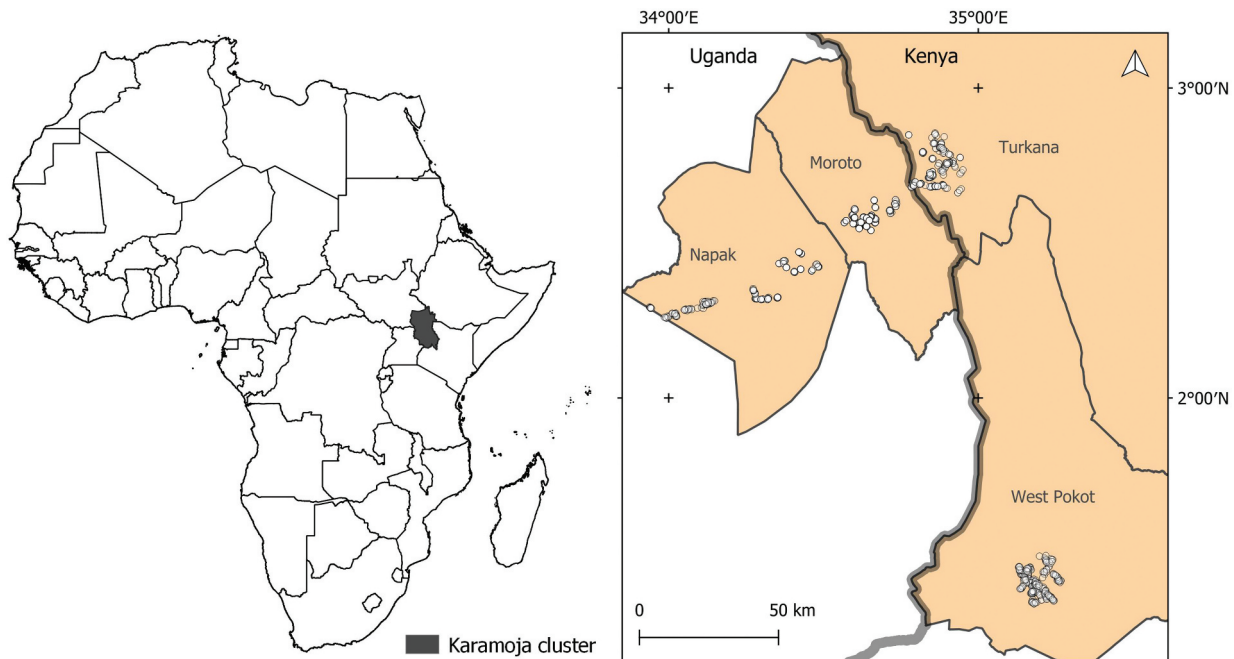 Karamoja cluster
34°00′E
35°00′E
Uganda
Kenya
3°00′N
Turkana
Moroto
Napak
2°00′N
West Pokot
0
50 km